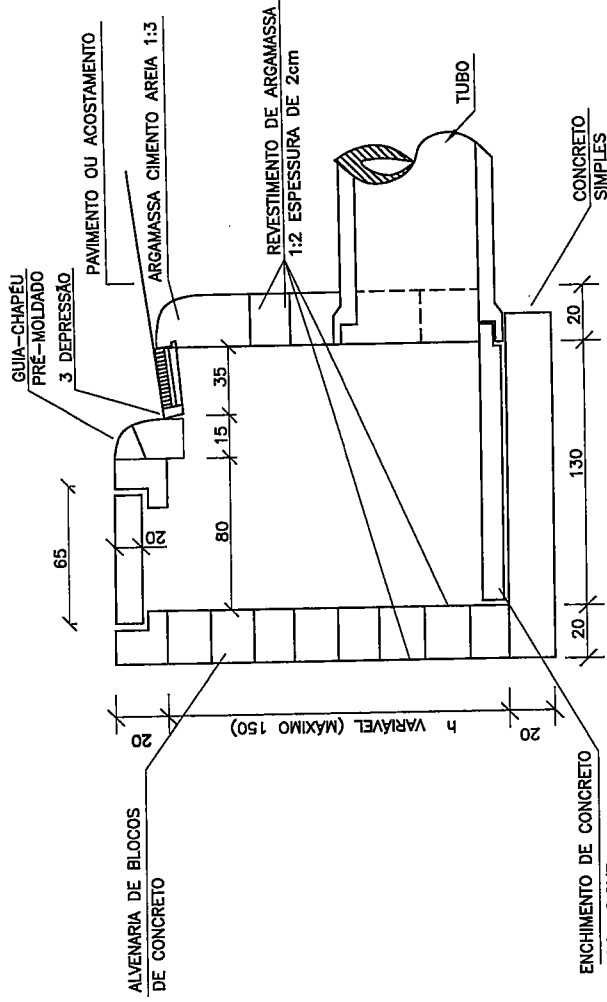 GUIA-CHAPÉU
PRÉ-MOLDADO
3 DEPRESSÃO
PAVIMENTO OU ACOSTAMENTO
ARGAMASSA CIMENTO AREIA 1:3
REVESTIMENTO DE ARGAMASSA
1:2 ESPESSURA DE 2cm
TUBO
CONCRETO
SIMPLES
65
20
35
15
80
20
h VARIÁVEL (MÁXIMO 150)
20
20
130
20
ALVENARIA DE BLOCOS
DE CONCRETO
ENCHIMENTO DE CONCRETO